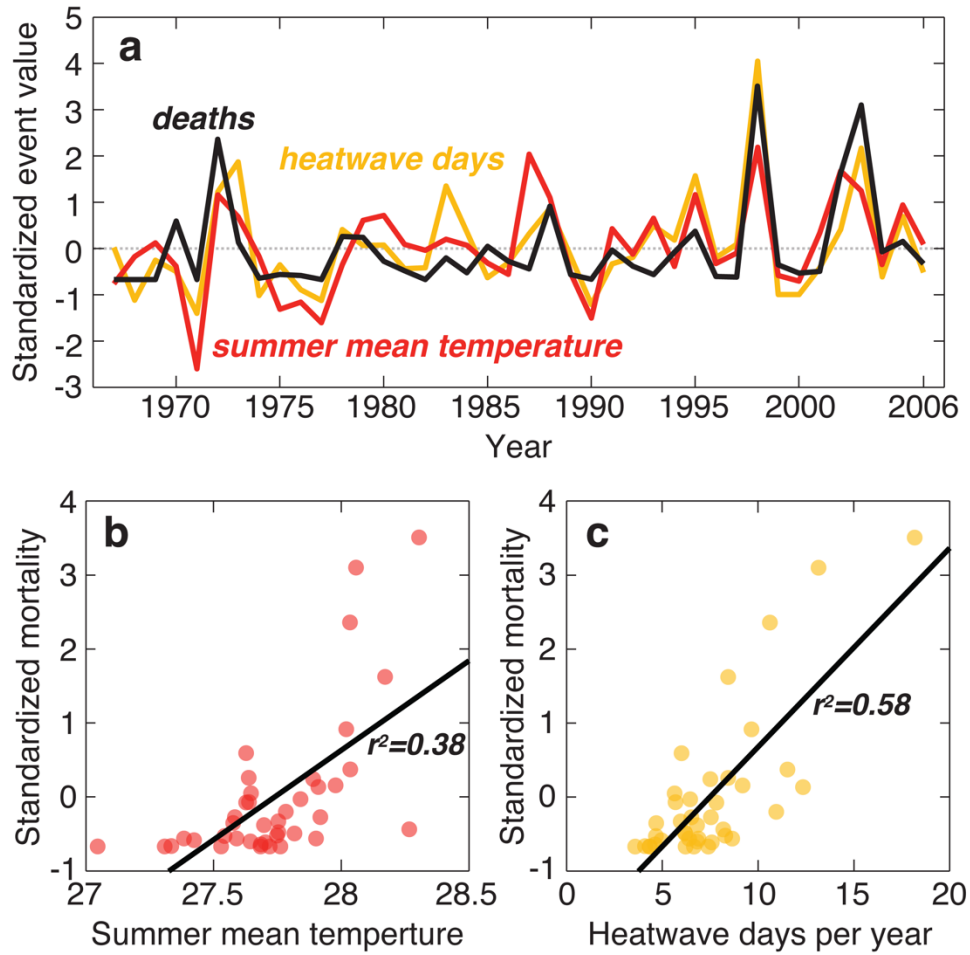 a
Standardized event value
5
4
3
2
1
0
-1
-2
-3
deaths
heatwave days
summer mean temperature
1970 1975 1980 1985 1990 1995 2000 2006
Year
b
Standardized mortality
4
3
2
1
0
-1
r²=0.38
27 27.5 28 28.5
Summer mean temperture
c
Standardized mortality
4
3
2
1
0
-1
r²=0.58
0 5 10 15 20
Heatwave days per year